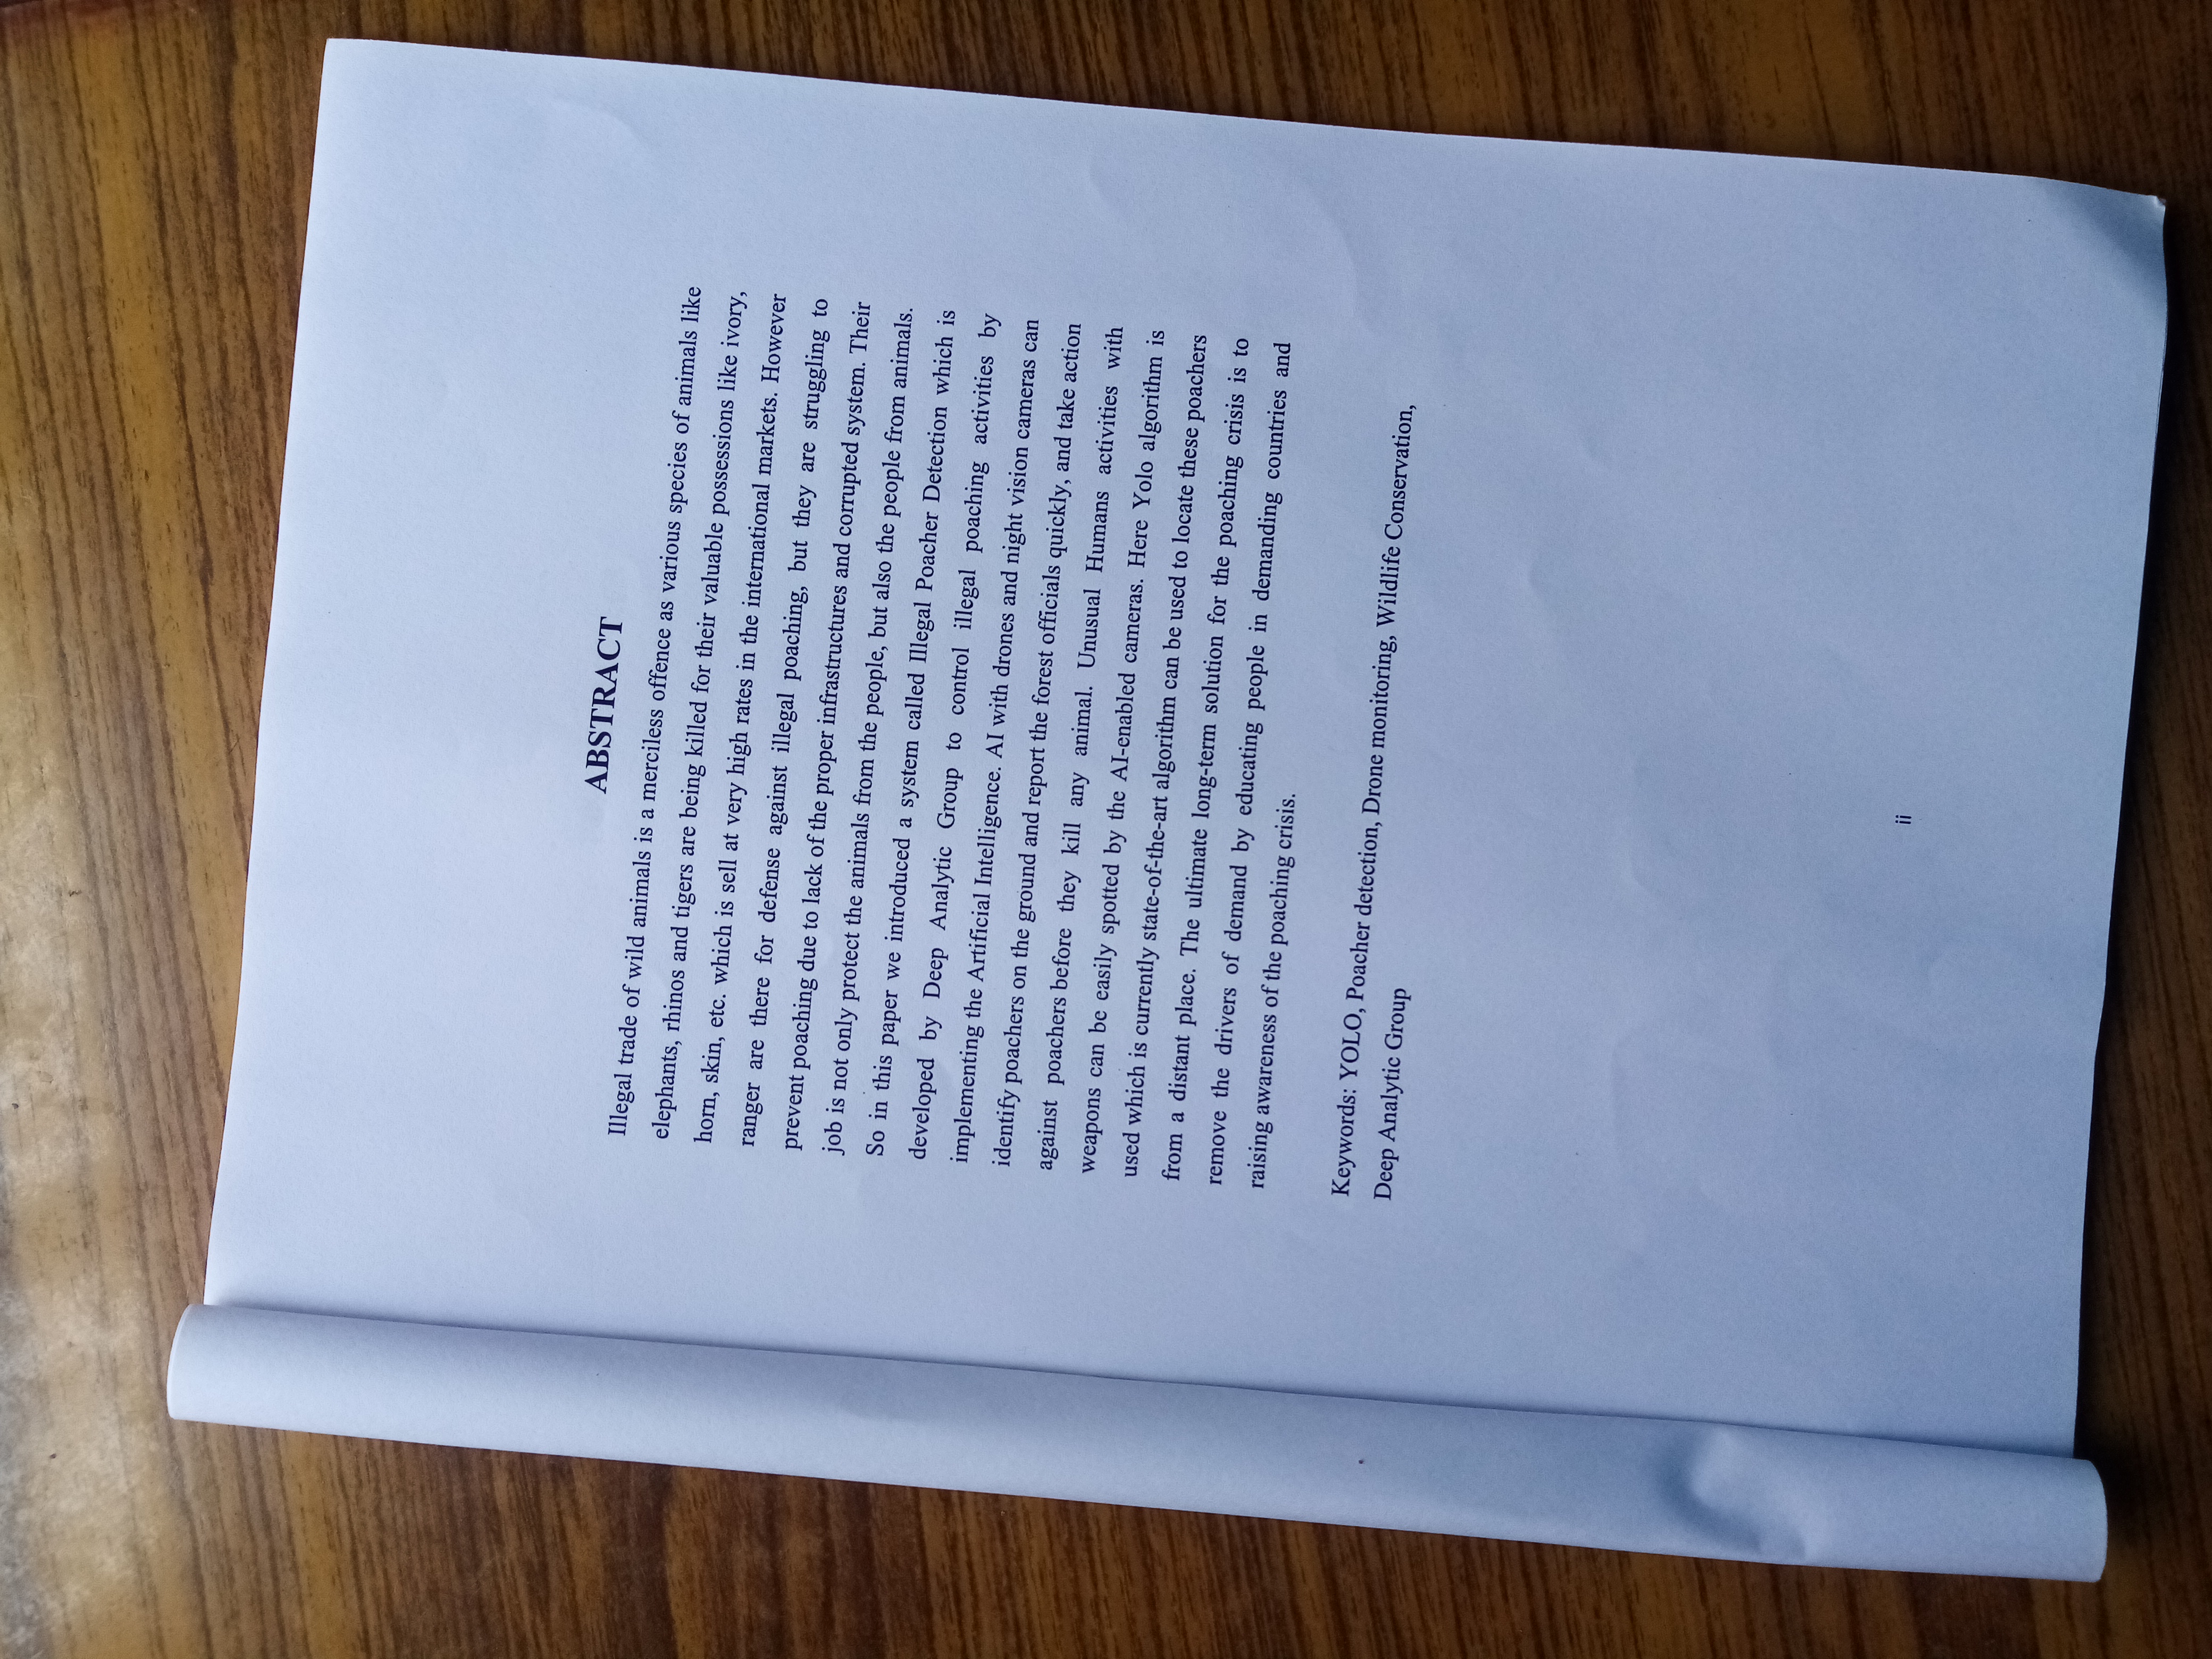 ABSTRACT
Illegal trade of wild animals is a merciless offence as various species of animals like
elephants, rhinos and tigers are being killed for their valuable possessions like ivory,
horn, skin, etc. which is sell at very high rates in the international markets. However
ranger are there for defense against illegal poaching, but they are struggling to
prevent poaching due to lack of the proper infrastructures and corrupted system. Their
job is not only protect the animals from the people, but also the people from animals.
So in this paper we introduced a system called Illegal Poacher Detection which is
developed by Deep Analytic Group to control illegal poaching activities by
implementing the Artificial Intelligence. AI with drones and night vision cameras can
identify poachers on the ground and report the forest officials quickly, and take action
against poachers before they kill any animal. Unusual Humans activities with
weapons can be easily spotted by the AI-enabled cameras. Here Yolo algorithm is
used which is currently state-of-the-art algorithm can be used to locate these poachers
from a distant place. The ultimate long-term solution for the poaching crisis is to
remove the drivers of demand by educating people in demanding countries and
raising awareness of the poaching crisis.
Keywords: YOLO, Poacher detection, Drone monitoring, Wildlife Conservation,
Deep Analytic Group
ii